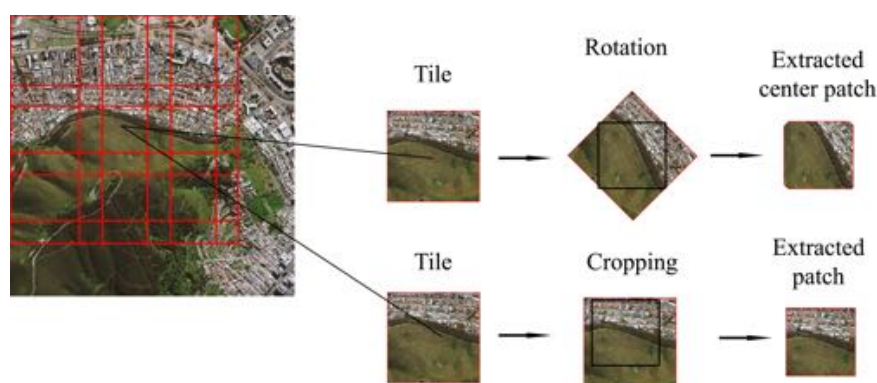 Tile
Rotation
Extracted
center patch
Tile
Cropping
Extracted
patch